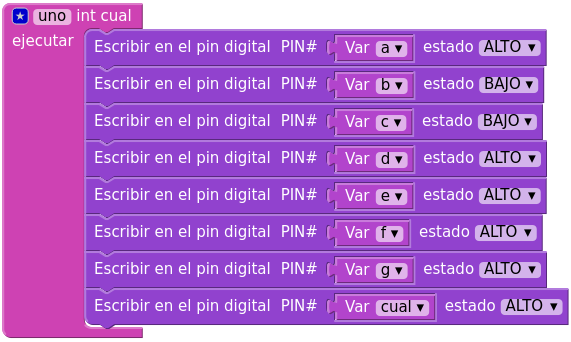 uno int cual
ejecutar
Escribir en el pin digital PIN# Var a ▾ estado ALTO ▾
Escribir en el pin digital PIN# Var b ▾ estado BAJO ▾
Escribir en el pin digital PIN# Var c ▾ estado BAJO ▾
Escribir en el pin digital PIN# Var d ▾ estado ALTO ▾
Escribir en el pin digital PIN# Var e ▾ estado ALTO ▾
Escribir en el pin digital PIN# Var f ▾ estado ALTO ▾
Escribir en el pin digital PIN# Var g ▾ estado ALTO ▾
Escribir en el pin digital PIN# Var cual ▾ estado ALTO ▾